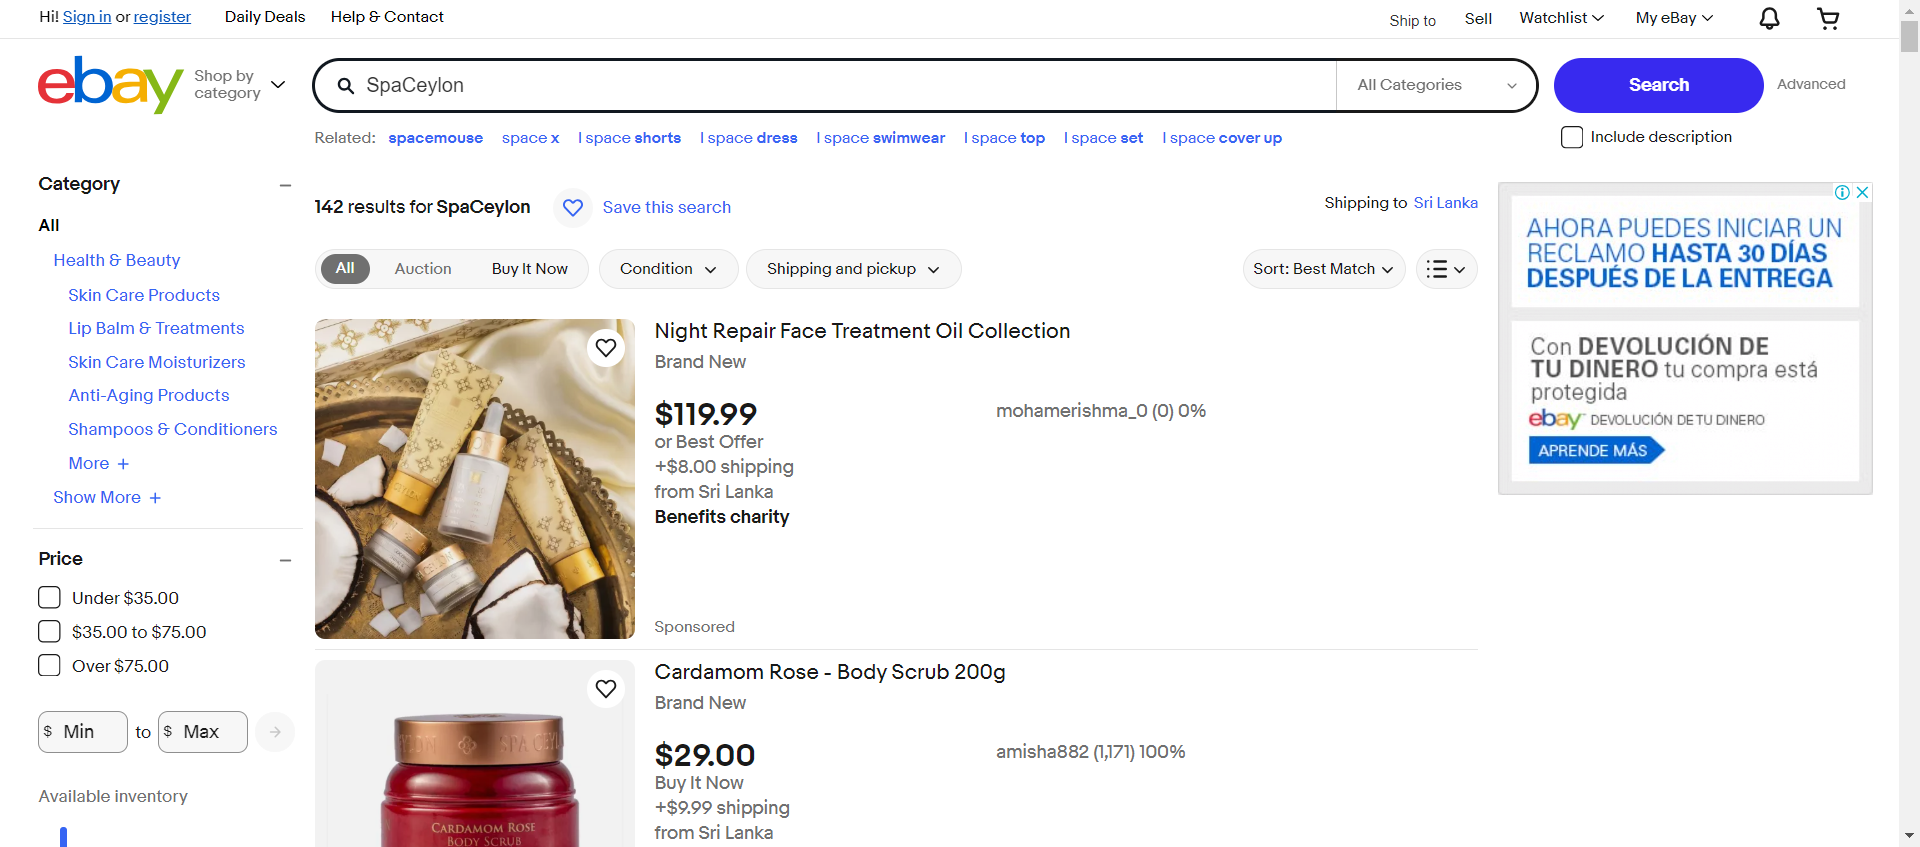 Hi! Sign in or register Daily Deals Help & Contact
Ship to Sell Watchlist My eBay
ebay
Shop by category
SpaCeylon
All Categories
Search
Advanced
Related: spacemouse space x l space shorts l space dress l space swimwear l space top l space set l space cover up
Include description
Category
All
Health & Beauty
Skin Care Products
Lip Balm & Treatments
Skin Care Moisturizers
Anti-Aging Products
Shampoos & Conditioners
More +
Show More +
Price
Under $35.00
$35.00 to $75.00
Over $75.00
$ Min to $ Max
Available inventory
142 results for SpaCeylon
Save this search
Shipping to Sri Lanka
All Auction Buy It Now
Condition
Shipping and pickup
Sort: Best Match
Night Repair Face Treatment Oil Collection
Brand New
$119.99
or Best Offer
+$8.00 shipping
from Sri Lanka
Benefits charity
mohamerishma_0 (0) 0%
Sponsored
Cardamom Rose - Body Scrub 200g
Brand New
$29.00
Buy It Now
+$9.99 shipping
from Sri Lanka
amisha882 (1,171) 100%
CARDAMOM ROSE
BODY SCRUB
AHORA PUEDES INICIAR UN
RECLAMO HASTA 30 DÍAS
DESPUÉS DE LA ENTREGA
Con DEVOLUCIÓN DE
TU DINERO tu compra está
protegida
ebay DEVOLUCIÓN DE TU DINERO
APRENDE MÁS